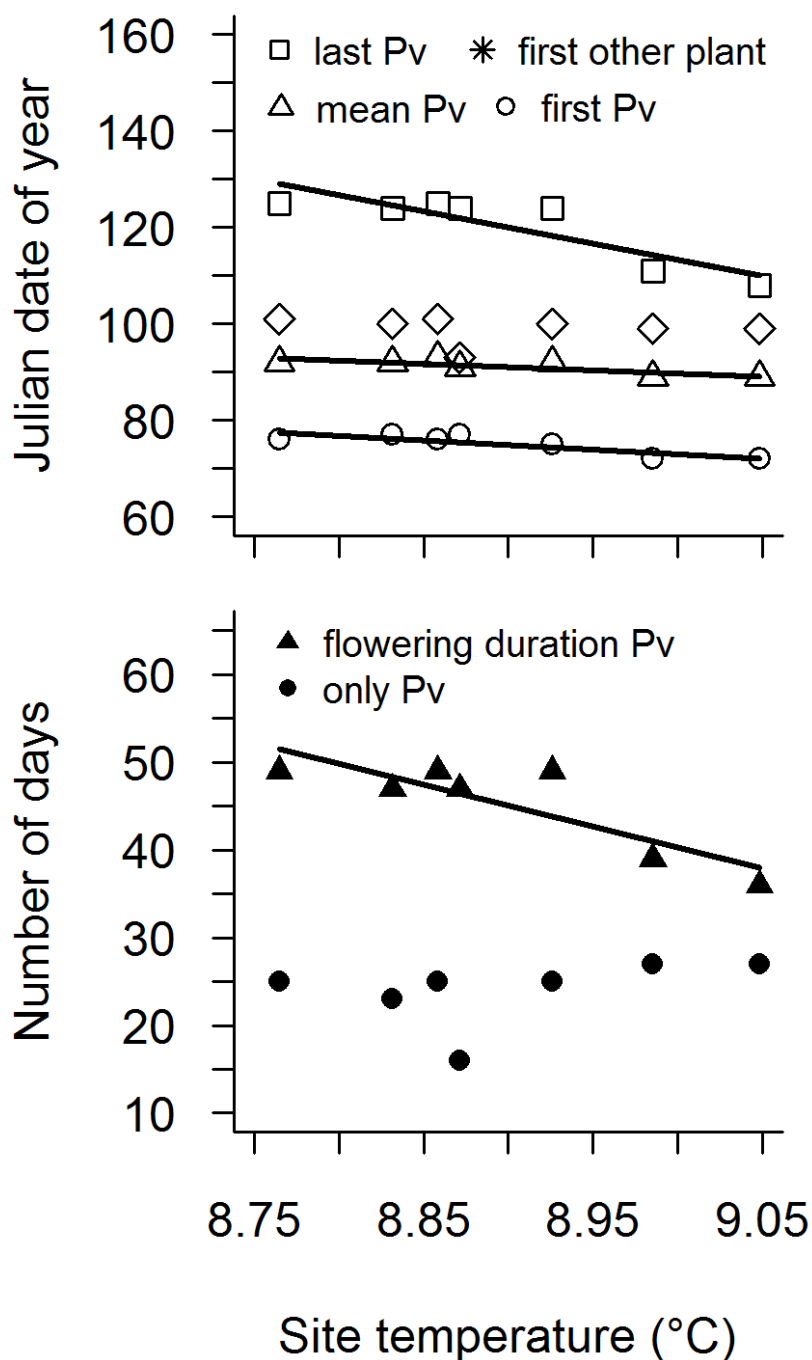 160
140
120
100
80
60
Julian date of year
last Pv first other plant
mean Pv first Pv
60
50
40
30
20
10
Number of days
flowering duration Pv
only Pv
8.75 8.85 8.95 9.05
Site temperature (°C)